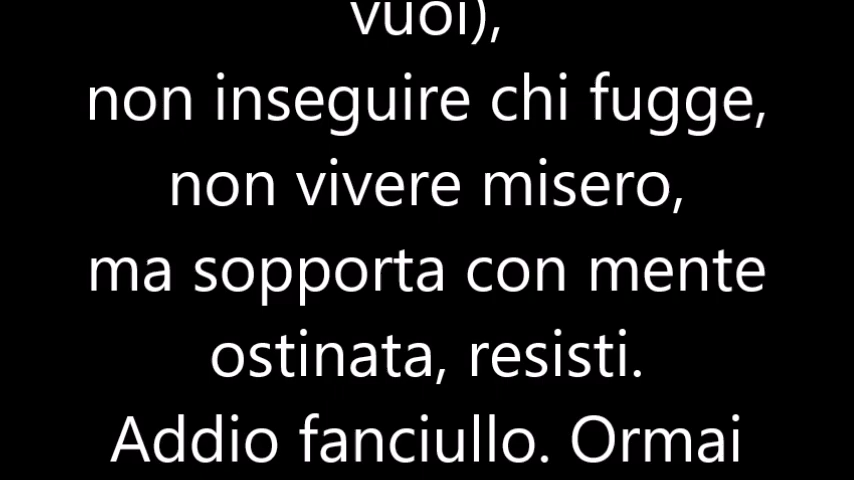 vuoi),
non inseguire chi fugge,
non vivere misero,
ma sopporta con mente
ostinata, resisti.
Addio fanciullo. Ormai